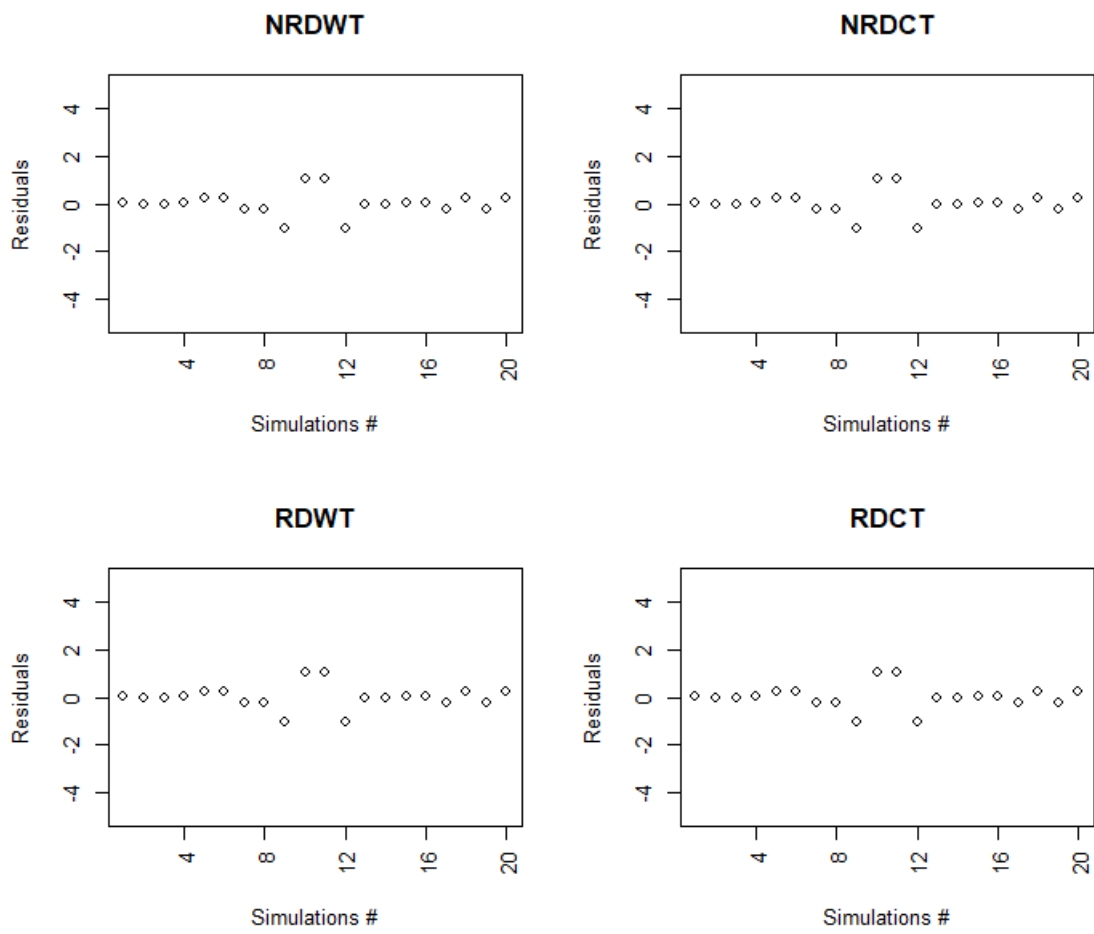 NRDWT
Residuals
4
2
0
-2
-4
4 8 12 16 20
Simulations #
NRDCT
Residuals
4
2
0
-2
-4
4 8 12 16 20
Simulations #
RDWT
Residuals
4
2
0
-2
-4
4 8 12 16 20
Simulations #
RDCT
Residuals
4
2
0
-2
-4
4 8 12 16 20
Simulations #